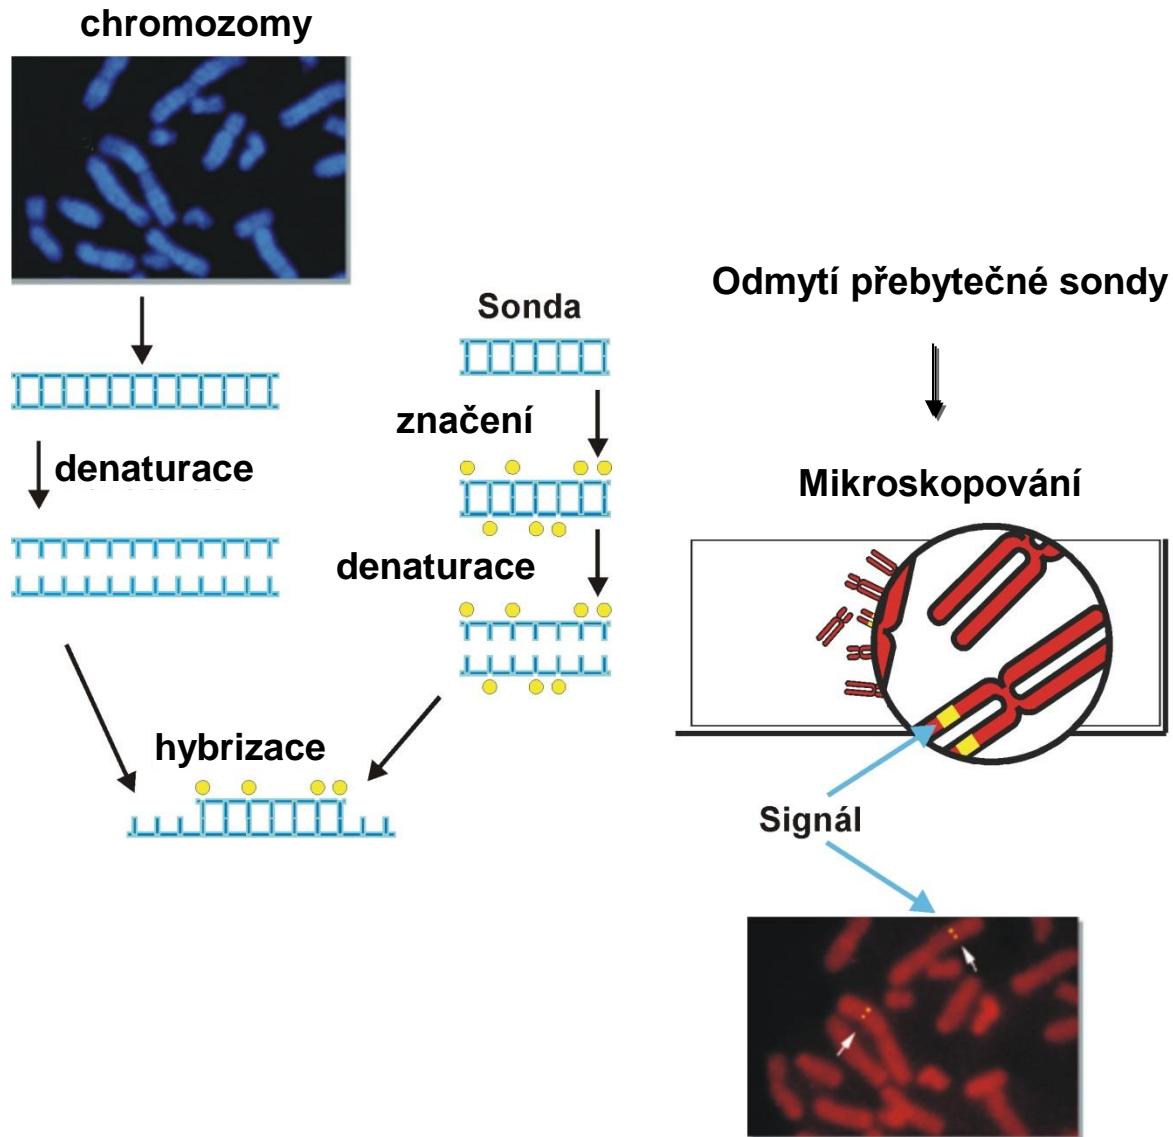 chromozomy
Sonda
značení
denaturace
denaturace
hybrizace
Odmytí přebytečné sondy
Mikroskopování
Signál